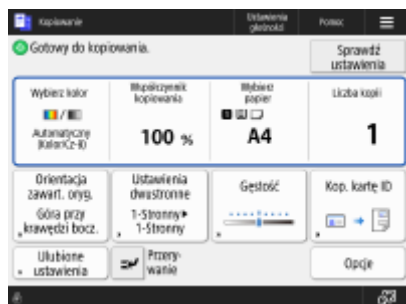 Kopiowanie
Ustawienia
głośności
Pomoc
Gotowy do kopiowania.
Sprawdź
ustawienia
Wybierz kolor
Współczynnik
kopiowania
Wybierz
papier
Liczba kopii
Automatyczny
(Kolor/Cz-B)
100 %
A4
1
Orientacja
zawart. oryg.
Góra przy
krawędzi bocz.
Ustawienia
dwustronne
1-Stronny▶
1-Stronny
Gęstość
Kop. kartę ID
Ulubione
ustawienia
Przery-
wanie
Opcje